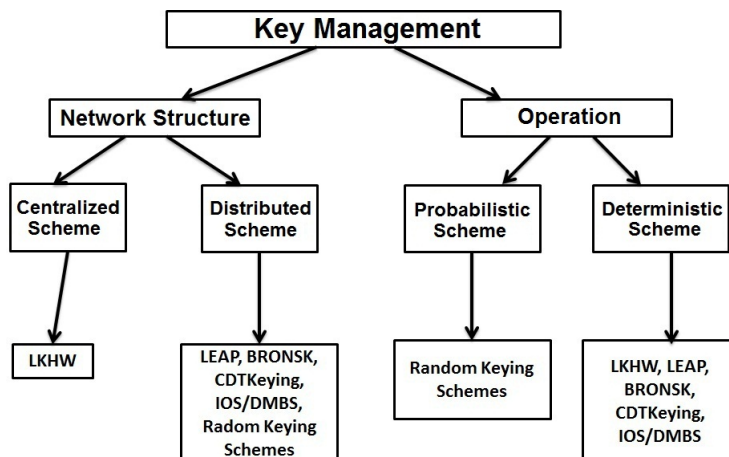 Key Management
Network Structure
Operation
Centralized
Scheme
Distributed
Scheme
Probabilistic
Scheme
Deterministic
Scheme
LKHW
LEAP, BRONSK,
CDTKeying,
IOS/DMBS,
Radom Keying
Schemes
Random Keying
Schemes
LKHW, LEAP,
BRONSK,
CDTKeying,
IOS/DMBS